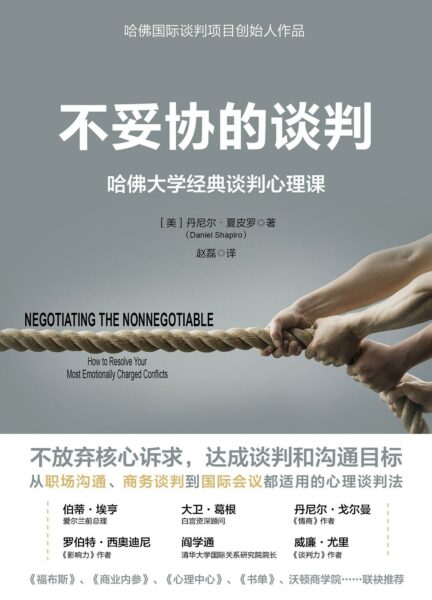 哈佛国际谈判项目创始人作品
不妥协的谈判
哈佛大学经典谈判心理课
［美］丹尼尔·夏皮罗◎著
（Daniel Shapiro）
赵磊◎译
NEGOTIATING THE NONNEGOTIABLE
How to Resolve Your
Most Emotionally Charged Conflicts
不放弃核心诉求，达成谈判和沟通目标
从职场沟通、商务谈判到国际会议都适用的心理谈判法
伯蒂·埃亨 大卫·葛根 丹尼尔·戈尔曼
爱尔兰前总理 白宫资深顾问 《情商》作者
罗伯特·西奥迪尼 阎学通 威廉·尤里
《影响力》作者 清华大学国际关系研究院院长 《谈判力》作者
《福布斯》、《商业内参》、《心理中心》、《书单》、沃顿商学院……联袂推荐